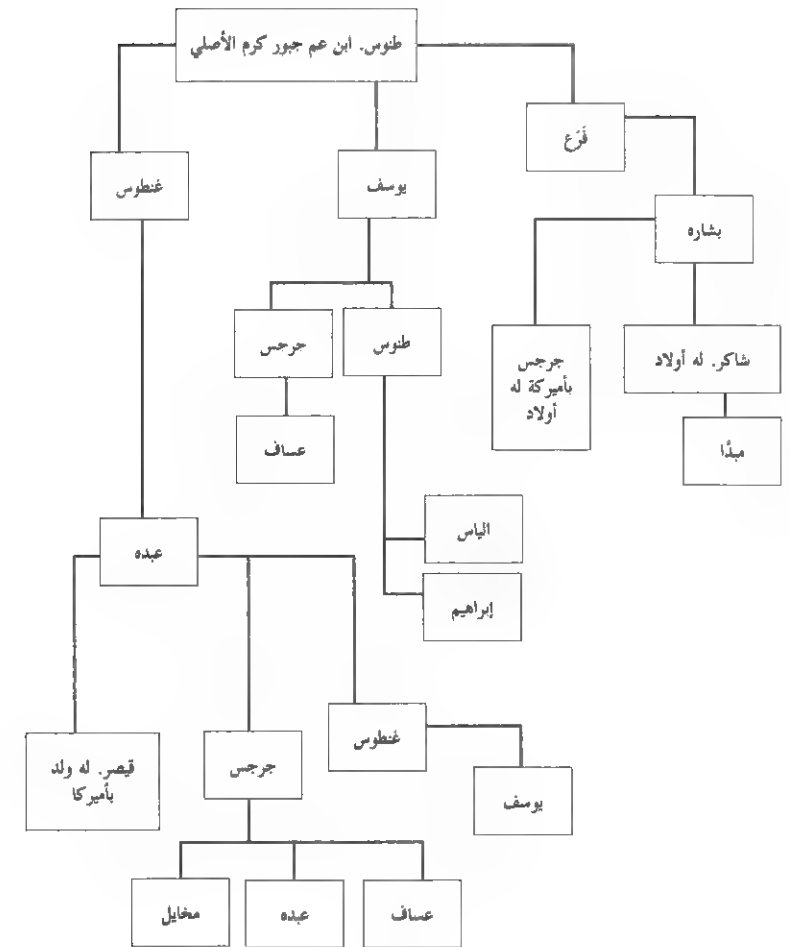 طنوس. ابن عم جبور كرم الأصلي
فَرَع
غنطوس
يوسف
بشاره
جرجس
طنوس
جرجس
بأميركة له
أولاد
شاكر. له أولاد
عساف
مبدّا
الياس
عبده
إبراهيم
غنطوس
قيصر. له ولد
بأميركا
جرجس
يوسف
مخايل
عبده
عساف